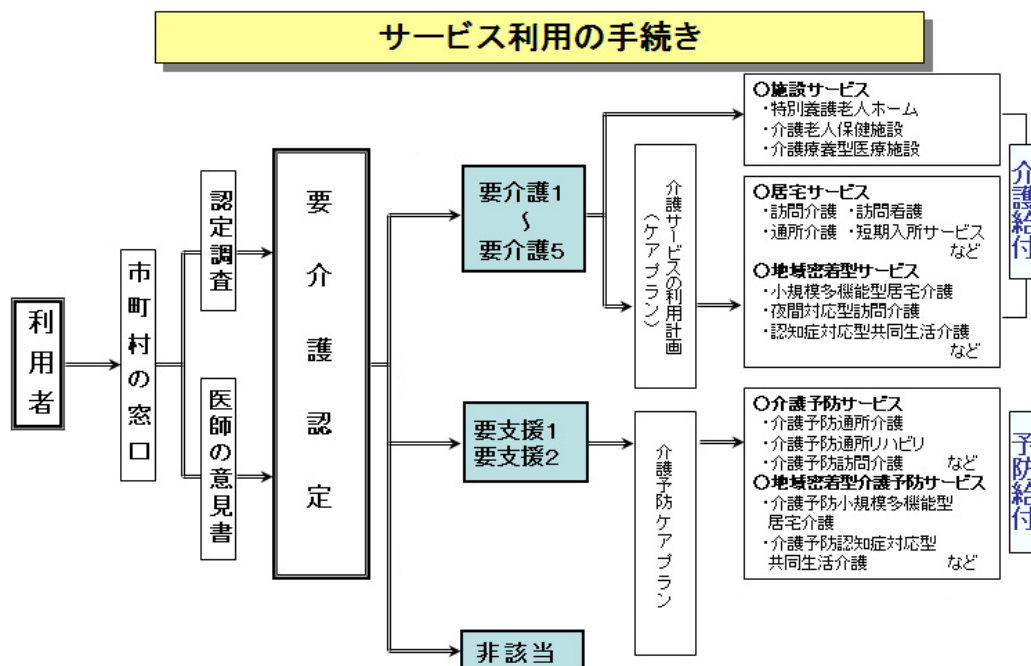 サービス利用の手続き
利用者
市町村の窓口
認定調査
医師の意見書
要介護認定
要介護1
~
要介護5
要支援1
要支援2
非該当
介護サービスの利用計画
(ケアプラン)
介護予防ケアプラン
○施設サービス
・特別養護老人ホーム
・介護老人保健施設
・介護療養型医療施設
○居宅サービス
・訪問介護 ・訪問看護
・通所介護 ・短期入所サービス
など
○地域密着型サービス
・小規模多機能型居宅介護
・夜間対応型訪問介護
・認知症対応型共同生活介護
など
介護給付
○介護予防サービス
・介護予防通所介護
・介護予防通所リハビリ
・介護予防訪問介護 など
○地域密着型介護予防サービス
・介護予防小規模多機能型
居宅介護
・介護予防認知症対応型
共同生活介護 など
予防給付